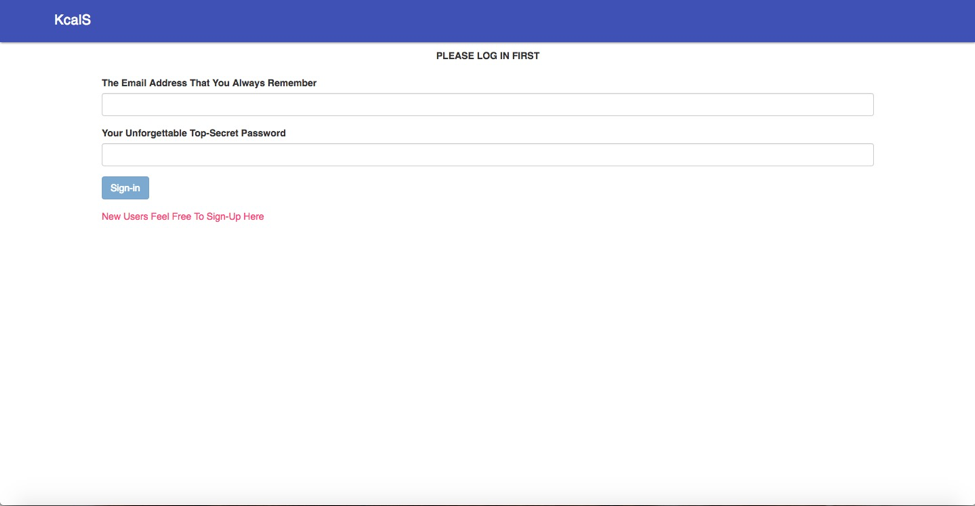 KcalS
PLEASE LOG IN FIRST
The Email Address That You Always Remember
Your Unforgettable Top-Secret Password
Sign-in
New Users Feel Free To Sign-Up Here